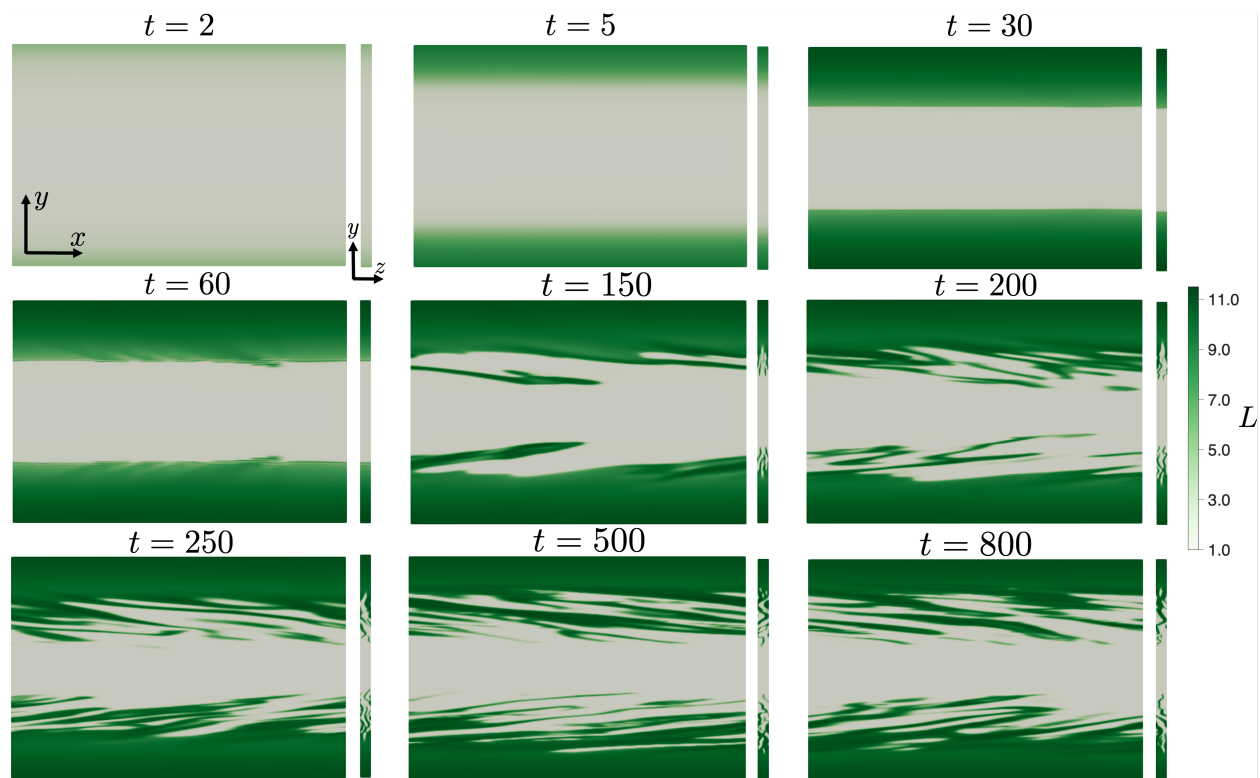 t = 2
t = 5
t = 30
y
x
y
z
t = 60
t = 150
t = 200
11.0
9.0
7.0
L
5.0
3.0
1.0
t = 250
t = 500
t = 800